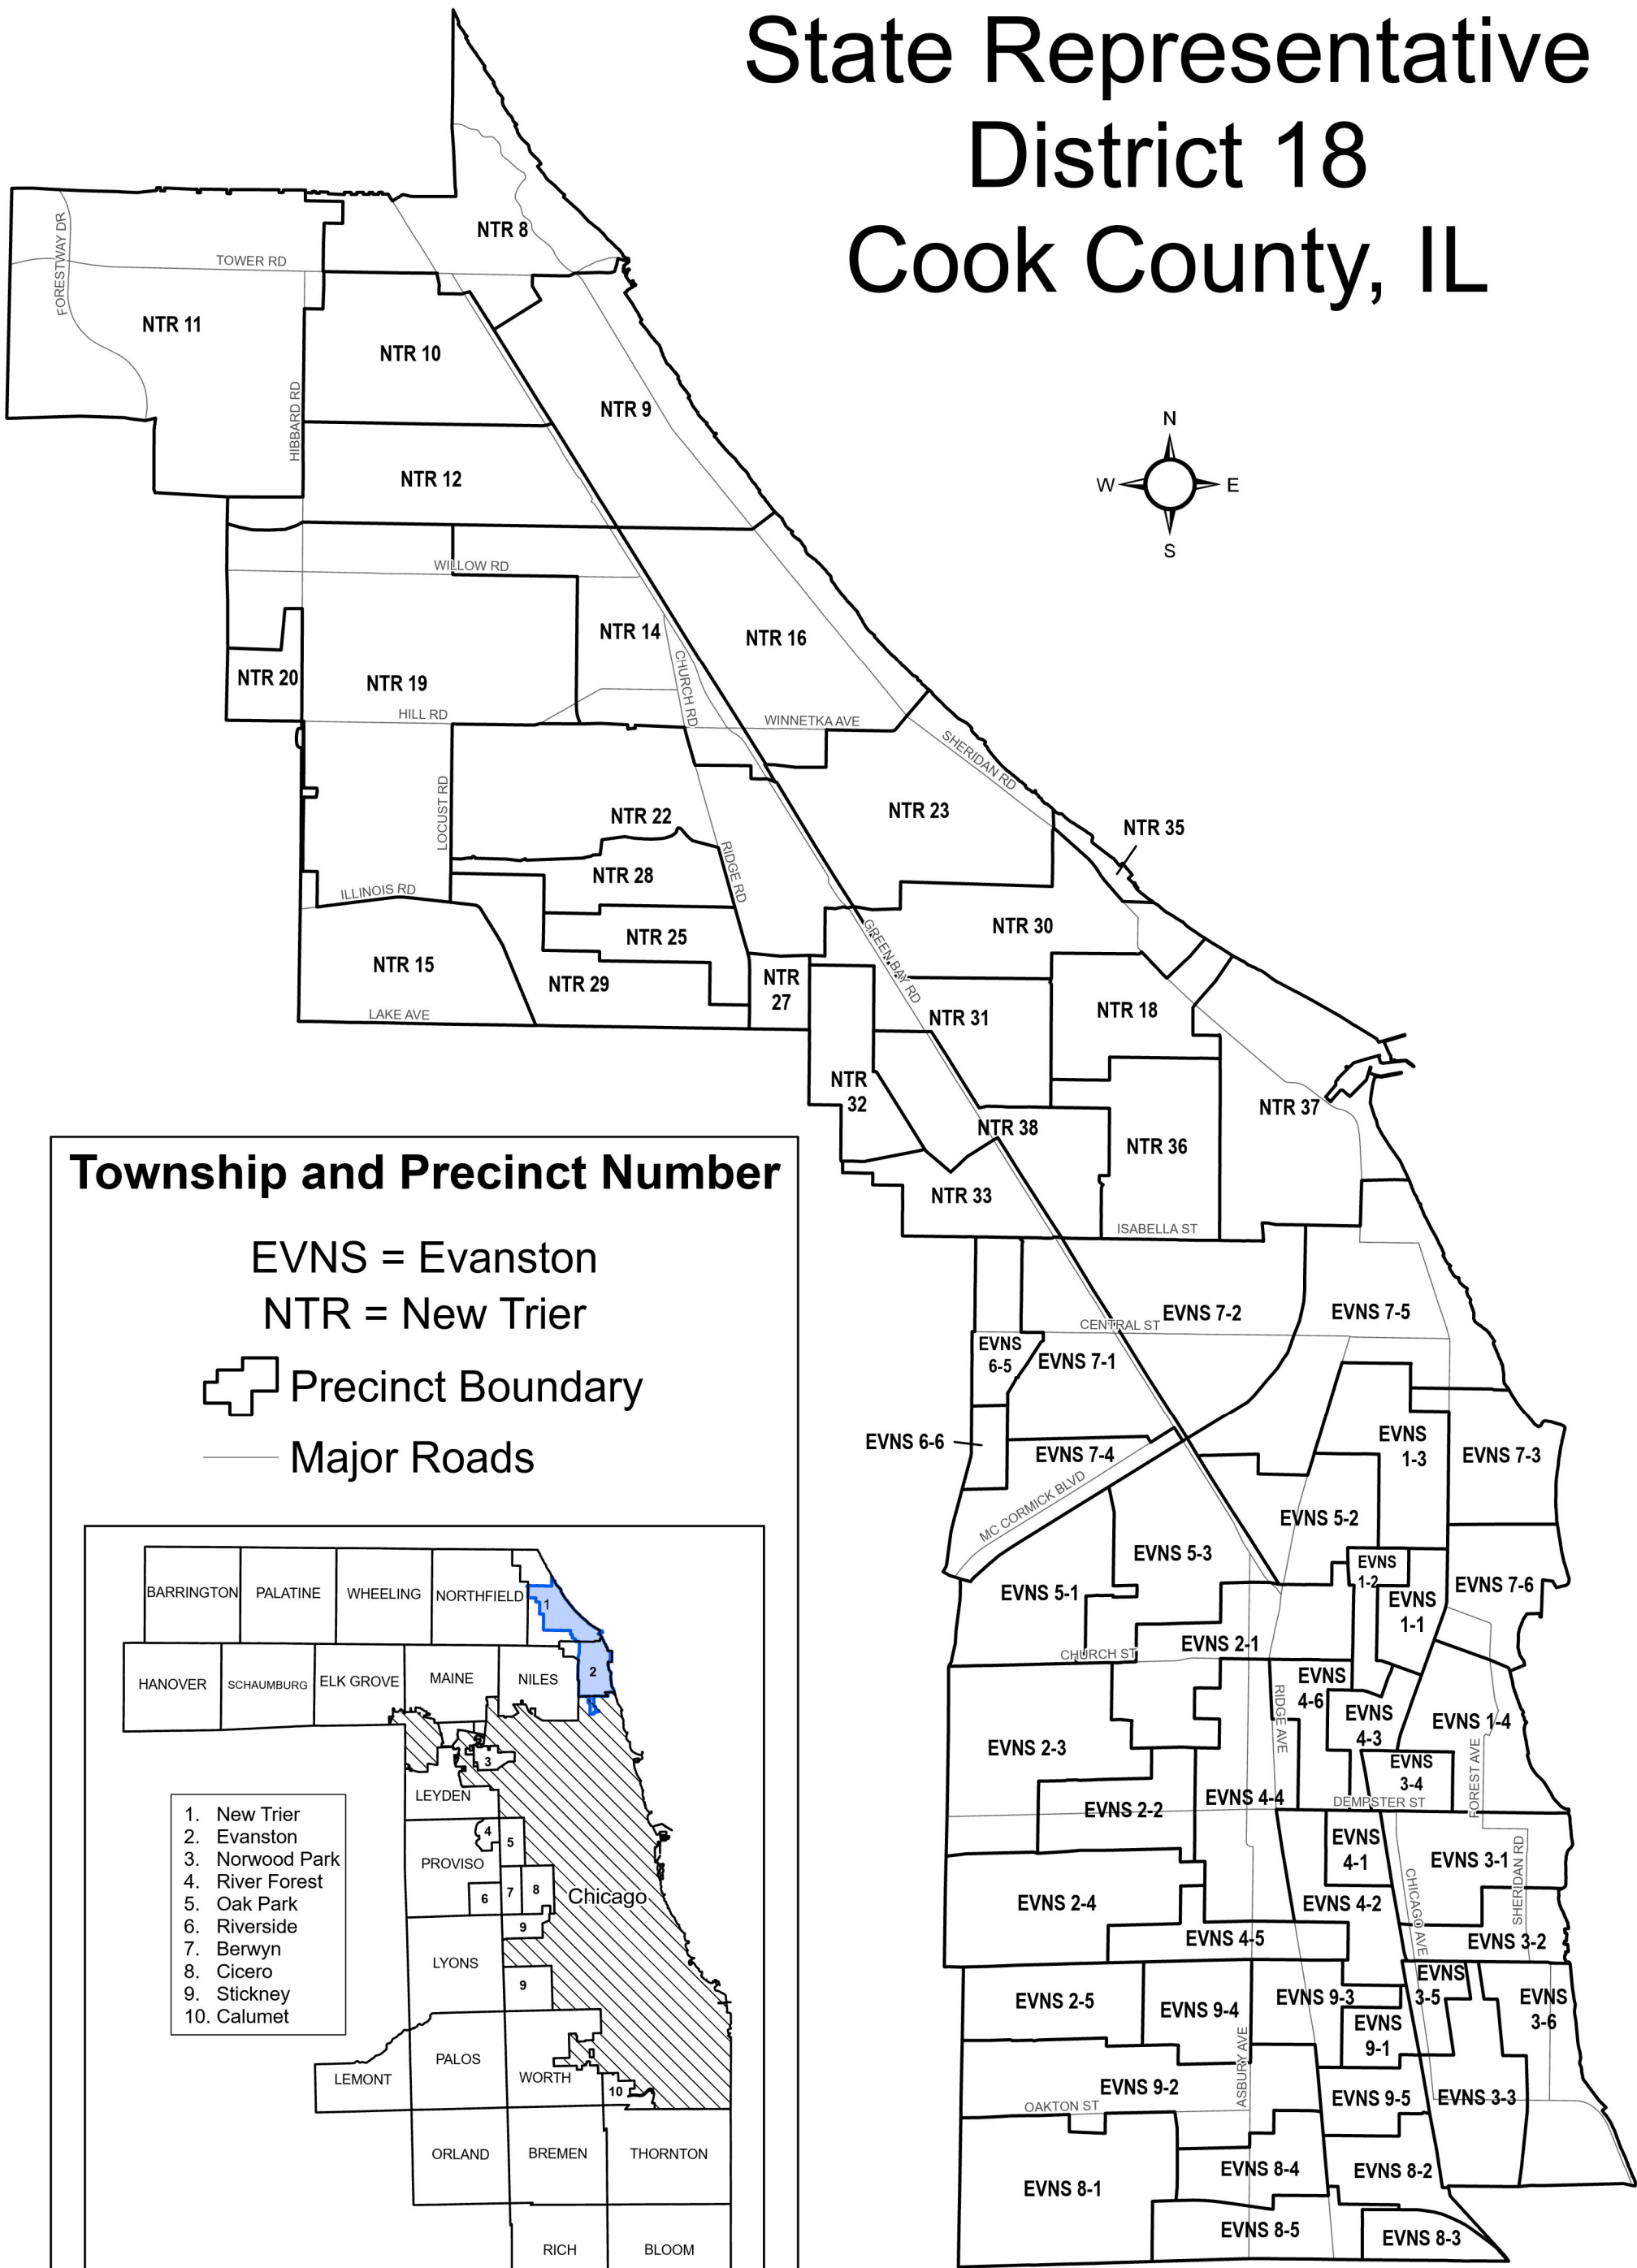 State Representative
District 18
Cook County, IL
NTR 8
FORESTWAY DR
TOWER RD
NTR 11
NTR 10
HIBBARD RD
NTR 9
N
W
E
S
NTR 12
WILLOW RD
NTR 14
NTR 16
NTR 20
NTR 19
CHURCH RD
HILL RD
WINNETKA AVE
SHERIDAN RD
LOCUST RD
NTR 22
NTR 23
NTR 35
RIDGE RD
NTR 28
ILLINOIS RD
NTR 30
NTR 25
GREEN BAY RD
NTR 15
NTR 29
NTR
27
NTR 18
LAKE AVE
NTR 31
NTR
32
NTR 37
NTR 38
NTR 36
NTR 33
ISABELLA ST
EVNS 7-2
EVNS 7-5
CENTRAL ST
EVNS
6-5
EVNS 7-1
EVNS 6-6
EVNS 7-4
EVNS
1-3
EVNS 7-3
MC CORMICK BLVD
EVNS 5-2
EVNS 5-3
EVNS
1-2
EVNS 7-6
EVNS 5-1
EVNS
1-1
EVNS 2-1
CHURCH ST
EVNS
4-6
RIDGE AVE
EVNS
4-3
EVNS 1-4
EVNS 2-3
EVNS
3-4
FOREST AVE
EVNS 4-4
DEMPSTER ST
EVNS 2-2
EVNS
4-1
EVNS 3-1
SHERIDAN RD
CHICAGO AVE
EVNS 2-4
EVNS 4-2
EVNS 4-5
EVNS 3-2
EVNS 2-5
EVNS 9-4
EVNS 9-3
EVNS
3-5
EVNS
3-6
EVNS
9-1
ASBURY AVE
EVNS 9-2
EVNS 9-5
EVNS 3-3
OAKTON ST
EVNS 8-1
EVNS 8-4
EVNS 8-2
EVNS 8-5
EVNS 8-3
Township and Precinct Number
EVNS = Evanston
NTR = New Trier
Precinct Boundary
Major Roads
BARRINGTON
PALATINE
WHEELING
NORTHFIELD
1
HANOVER
SCHAUMBURG
ELK GROVE
MAINE
NILES
2
3
LEYDEN
4
5
PROVISO
6
7
8
Chicago
9
LYONS
9
PALOS
LEMONT
WORTH
10
ORLAND
BREMEN
THORNTON
RICH
BLOOM
1. New Trier
2. Evanston
3. Norwood Park
4. River Forest
5. Oak Park
6. Riverside
7. Berwyn
8. Cicero
9. Stickney
10. Calumet